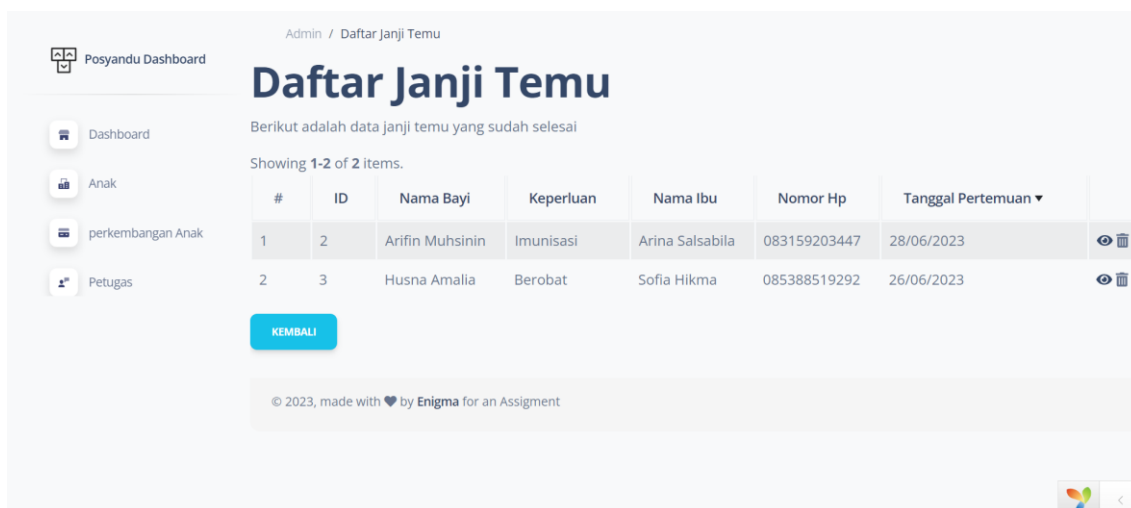 Admin / Daftar Janji Temu
Posyandu Dashboard
Daftar Janji Temu
Berikut adalah data janji temu yang sudah selesai
Dashboard
Anak
perkembangan Anak
Petugas
Showing 1-2 of 2 items.
# ID Nama Bayi Keperluan Nama Ibu Nomor Hp Tanggal Pertemuan ▼
1 2 Arifin Muhsinin Imunisasi Arina Salsabila 083159203447 28/06/2023
2 3 Husna Amalia Berobat Sofia Hikma 085388519292 26/06/2023
KEMBALI
© 2023, made with ♥ by Enigma for an Assigment